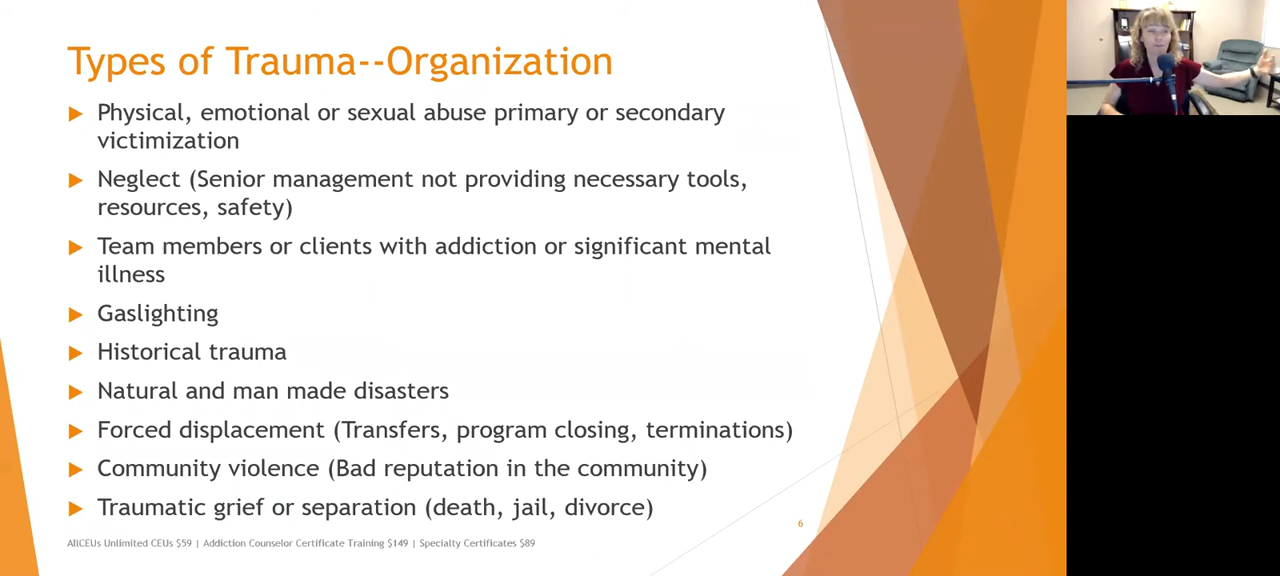 Types of Trauma--Organization
Physical, emotional or sexual abuse primary or secondary
victimization
Neglect (Senior management not providing necessary tools,
resources, safety)
Team members or clients with addiction or significant mental
illness
Gaslighting
Historical trauma
Natural and man made disasters
Forced displacement (Transfers, program closing, terminations)
Community violence (Bad reputation in the community)
Traumatic grief or separation (death, jail, divorce)
6
AllCEUs Unlimited CEUs $59 | Addiction Counselor Certificate Training $149 | Specialty Certificates $89